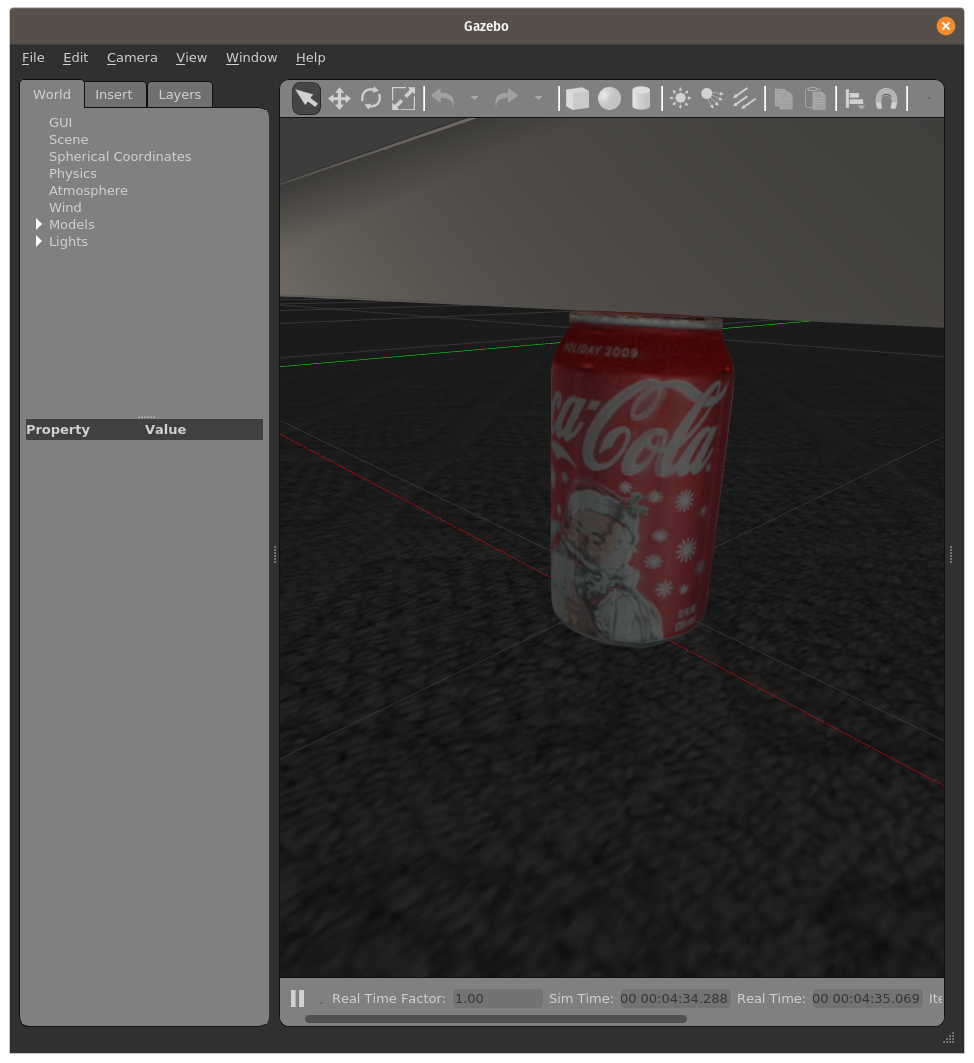 Gazebo
File Edit Camera View Window Help
World Insert Layers
GUI
Scene
Spherical Coordinates
Physics
Atmosphere
Wind
Models
Lights
Property Value
HOLIDAY 2009
ca-Cola
Real Time Factor: 1.00 Sim Time: 00 00:04:34.288 Real Time: 00 00:04:35.069 Ite